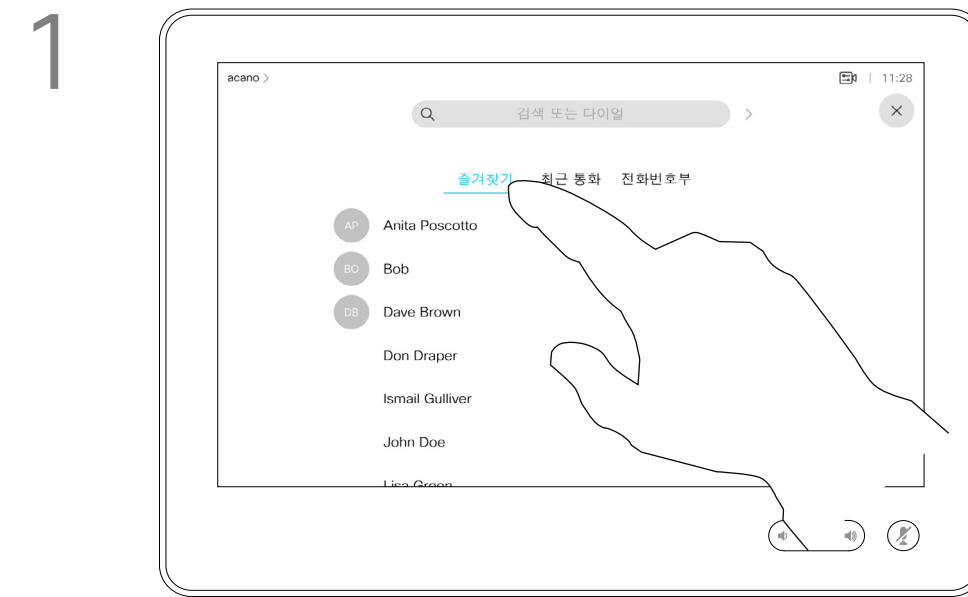 1
acano >
11:28
검색 또는 다이얼
즐겨찾기 최근 통화 전화번호부
AP Anita Poscotto
BO Bob
DB Dave Brown
Don Draper
Ismail Gulliver
John Doe
Lisa Green